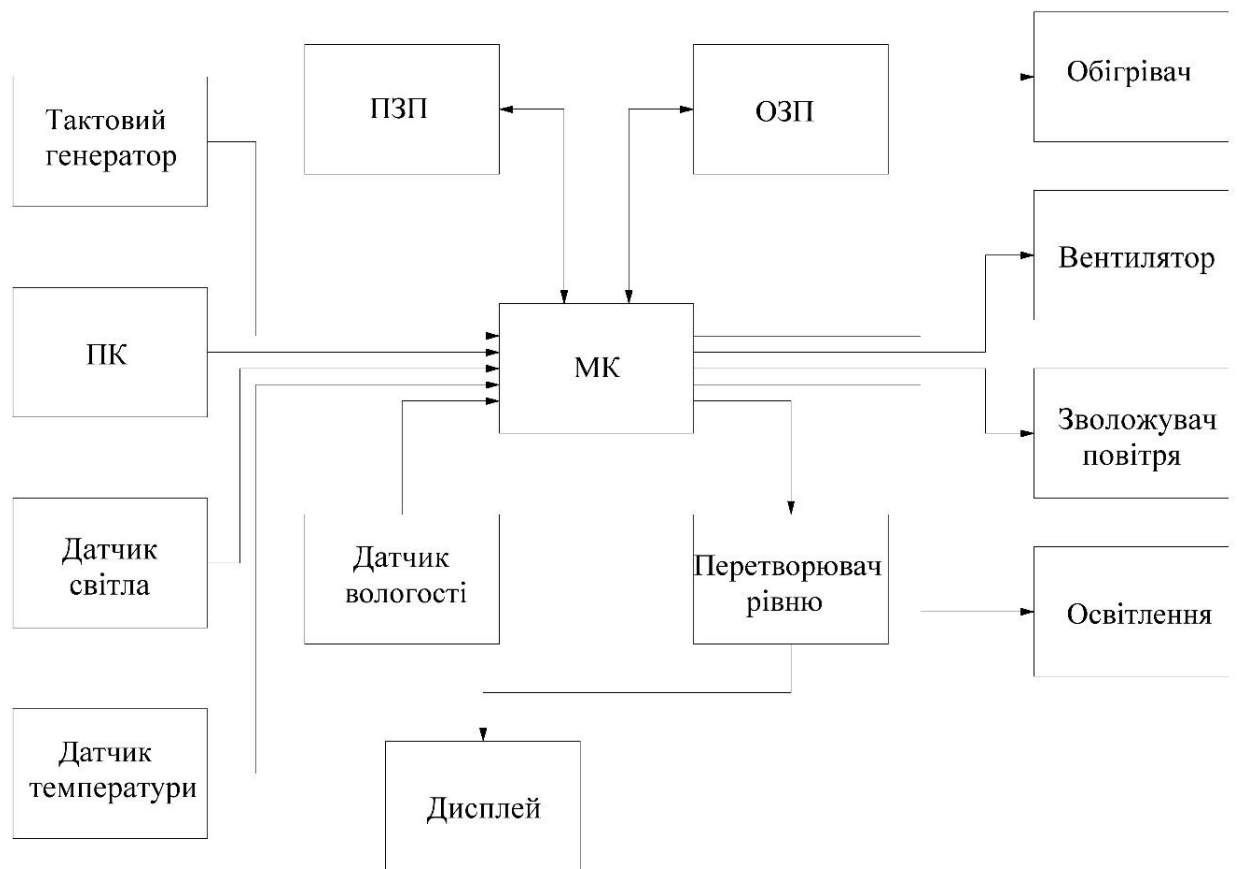 Обігрівач
ПЗП
ОЗП
Тактовий
генератор
Вентилятор
ПК
МК
Зволожувач
повітря
Датчик
світла
Датчик
вологості
Перетворювач
рівню
Освітлення
Датчик
температури
Дисплей